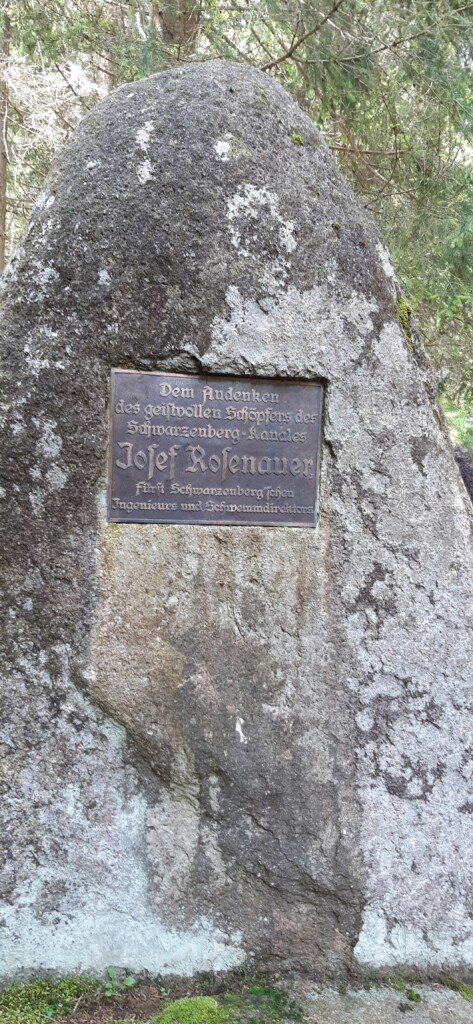 Dem Andenken
des geistvollen Schöpfers des
Schwarzenberg-Kanales
Josef Rosenauer
Fürst Schwarzenberg'schen
Ingenieurs und Schwemmdirektors